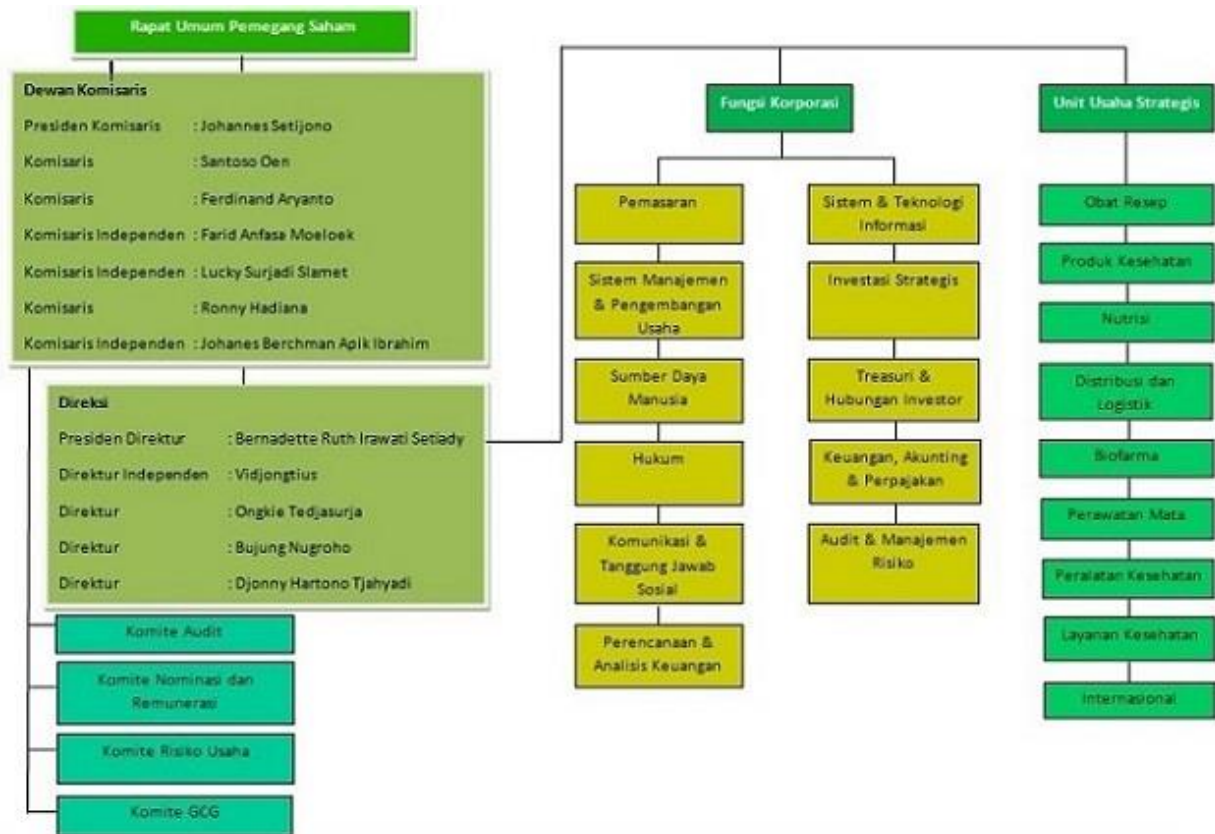 Rapat Umum Pemegang Saham
Dewan Komisaris
Presiden Komisaris : Johannes Setijono
Komisaris : Santoso Oen
Komisaris : Ferdinand Aryanto
Komisaris Independen : Farid Anfasa Moeloek
Komisaris Independen : Lucky Surjadi Slamet
Komisaris : Ronny Hadiana
Komisaris Independen : Johanes Berchman Apik Ibrahim
Direksi
Presiden Direktur : Bernadette Ruth Irawati Setiady
Direktur Independen : Vidjongtius
Direktur : Ongkie Tedjasurja
Direktur : Bujung Nugroho
Direktur : Djonny Hartono Tjahyadi
Komite Audit
Komite Nominasi dan
Remunerasi
Komite Risiko Usaha
Komite GCG
Fungsi Korporasi
Pemasaran
Sistem Manajemen
& Pengembangan
Usaha
Sumber Daya
Manusia
Hukum
Komunikasi &
Tanggung Jawab
Sosial
Perencanaan &
Analisis Keuangan
Sistem & Teknologi
Informasi
Investasi Strategis
Treasuri &
Hubungan Investor
Keuangan, Akunting
& Perpajakan
Audit & Manajemen
Risiko
Unit Usaha Strategis
Obat Resep
Produk Kesehatan
Nutrisi
Distribusi dan
Logistik
Biofarma
Perawatan Mata
Peralatan Kesehatan
Layanan Kesehatan
Internasional